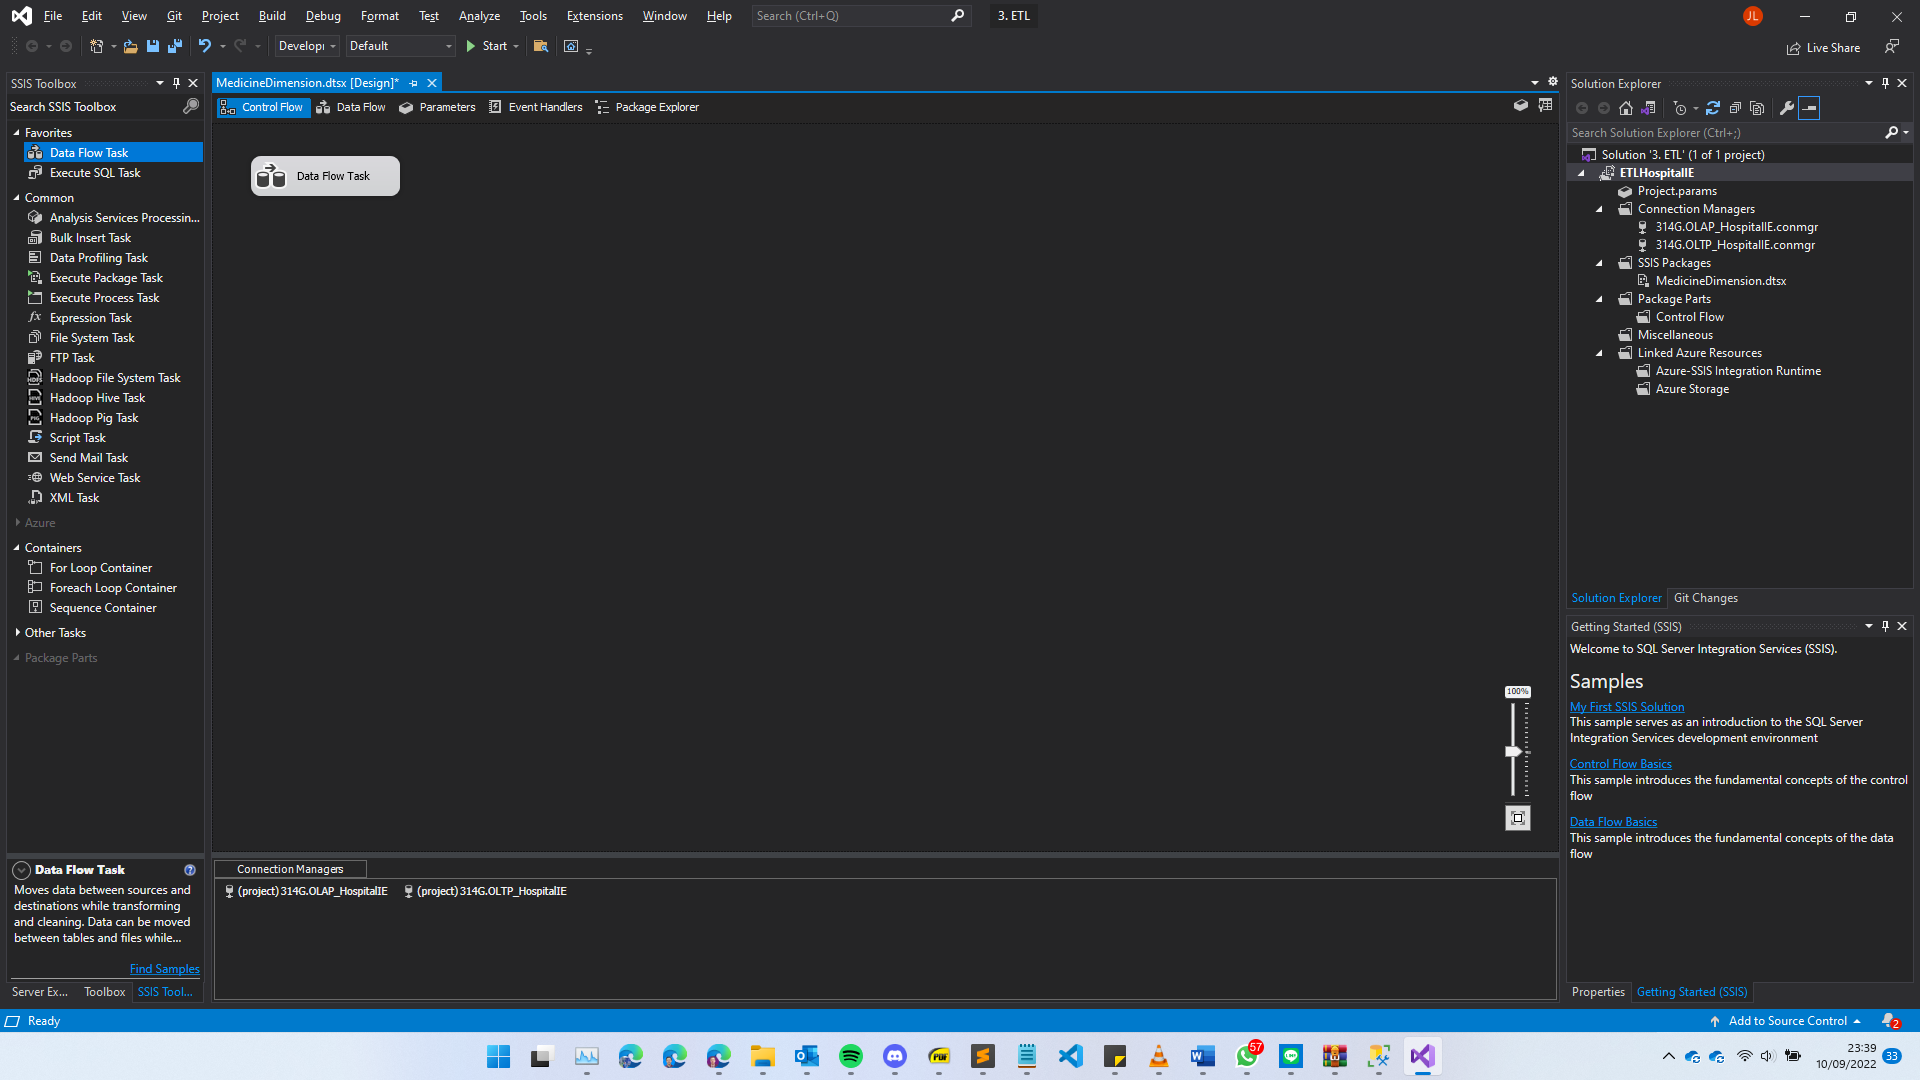 File Edit View Git Project Build Debug Format Test Analyze Tools Extensions Window Help Search (Ctrl+Q) 3. ETL JL
Developı Default Start Live Share
SSIS Toolbox
Search SSIS Toolbox
Favorites
Data Flow Task
Execute SQL Task
Common
Analysis Services Processin...
Bulk Insert Task
Data Profiling Task
Execute Package Task
Execute Process Task
Expression Task
File System Task
FTP Task
Hadoop File System Task
Hadoop Hive Task
Hadoop Pig Task
Script Task
Send Mail Task
Web Service Task
XML Task
Azure
Containers
For Loop Container
Foreach Loop Container
Sequence Container
Other Tasks
Package Parts
Data Flow Task
Moves data between sources and
destinations while transforming
and cleaning. Data can be moved
between tables and files while...
Find Samples
Server Ex... Toolbox SSIS Tool...
MedicineDimension.dtsx [Design]*
Control Flow Data Flow Parameters Event Handlers Package Explorer
Data Flow Task
100%
Connection Managers
(project) 314G.OLAP_HospitalIE (project) 314G.OLTP_HospitalIE
Solution Explorer
Search Solution Explorer (Ctrl+;)
Solution '3. ETL' (1 of 1 project)
ETLHospitalIE
Project.params
Connection Managers
314G.OLAP_HospitalIE.conmgr
314G.OLTP_HospitalIE.conmgr
SSIS Packages
MedicineDimension.dtsx
Package Parts
Control Flow
Miscellaneous
Linked Azure Resources
Azure-SSIS Integration Runtime
Azure Storage
Solution Explorer Git Changes
Getting Started (SSIS)
Welcome to SQL Server Integration Services (SSIS).
Samples
My First SSIS Solution
This sample serves as an introduction to the SQL Server
Integration Services development environment
Control Flow Basics
This sample introduces the fundamental concepts of the control
flow
Data Flow Basics
This sample introduces the fundamental concepts of the data
flow
Properties Getting Started (SSIS)
Ready Add to Source Control 2
PDF 57 23:39
10/09/2022 33